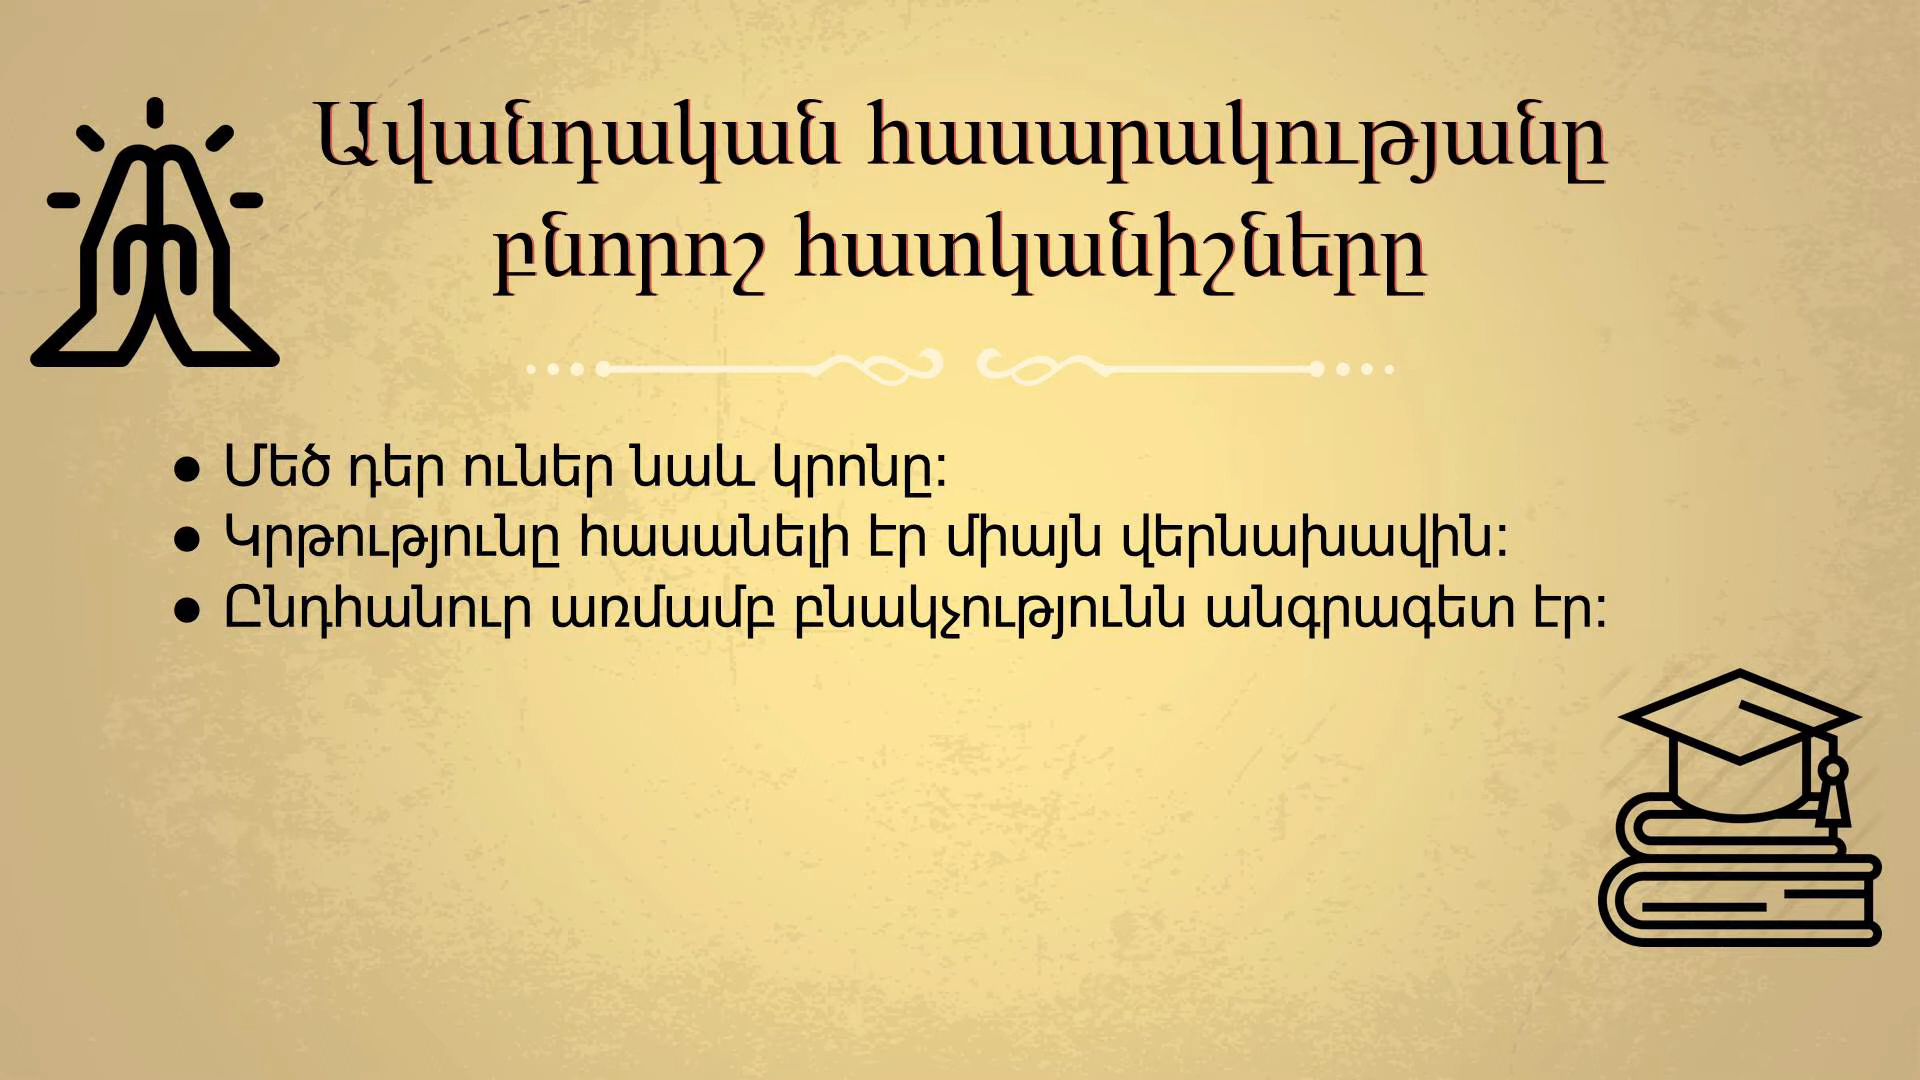 Ավանդական հասարակությանը
բնորոշ հատկանիշները
● Մեծ դեր ուներ նաև կրոնը:
● Կրթությունը հասանելի էր միայն վերնախավին:
● Ընդհանուր առմամբ բնակչությունն անգրագետ էր: